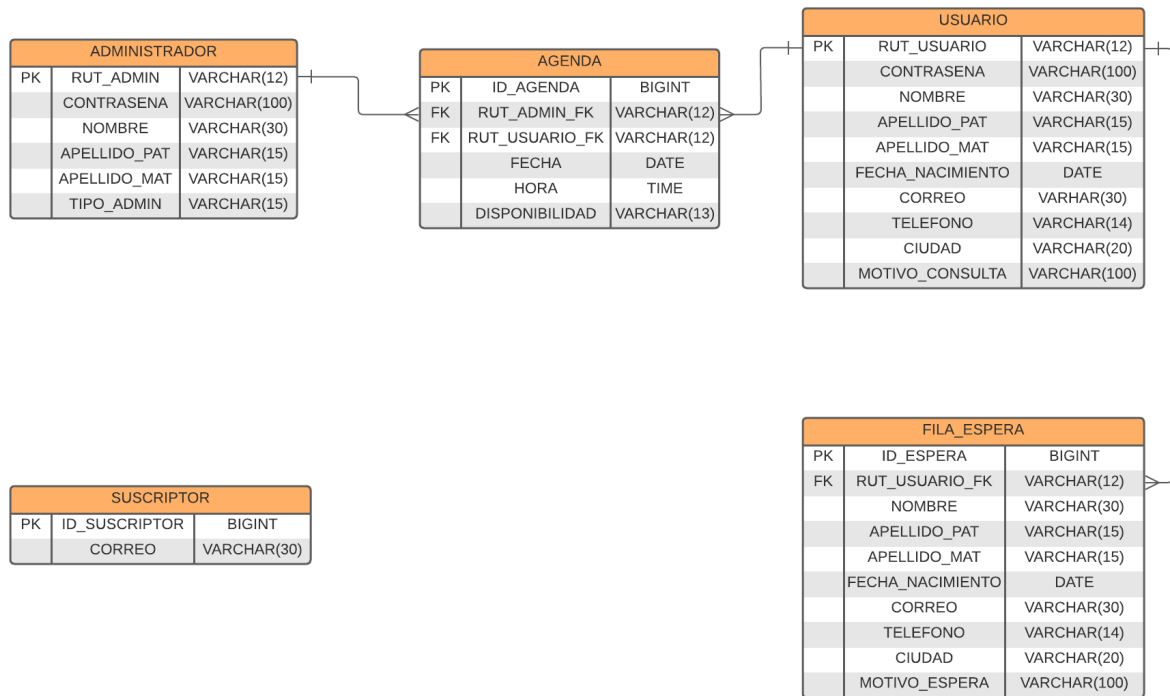 ADMINISTRADOR
PK RUT_ADMIN VARCHAR(12)
CONTRASENA VARCHAR(100)
NOMBRE VARCHAR(30)
APELLIDO_PAT VARCHAR(15)
APELLIDO_MAT VARCHAR(15)
TIPO_ADMIN VARCHAR(15)
AGENDA
PK ID_AGENDA BIGINT
FK RUT_ADMIN_FK VARCHAR(12)
FK RUT_USUARIO_FK VARCHAR(12)
FECHA DATE
HORA TIME
DISPONIBILIDAD VARCHAR(13)
USUARIO
PK RUT_USUARIO VARCHAR(12)
CONTRASENA VARCHAR(100)
NOMBRE VARCHAR(30)
APELLIDO_PAT VARCHAR(15)
APELLIDO_MAT VARCHAR(15)
FECHA_NACIMIENTO DATE
CORREO VARHAR(30)
TELEFONO VARCHAR(14)
CIUDAD VARCHAR(20)
MOTIVO_CONSULTA VARCHAR(100)
SUSCRIPTOR
PK ID_SUSCRIPTOR BIGINT
CORREO VARCHAR(30)
FILA_ESPERA
PK ID_ESPERA BIGINT
FK RUT_USUARIO_FK VARCHAR(12)
NOMBRE VARCHAR(30)
APELLIDO_PAT VARCHAR(15)
APELLIDO_MAT VARCHAR(15)
FECHA_NACIMIENTO DATE
CORREO VARCHAR(30)
TELEFONO VARCHAR(14)
CIUDAD VARCHAR(20)
MOTIVO_ESPERA VARCHAR(100)